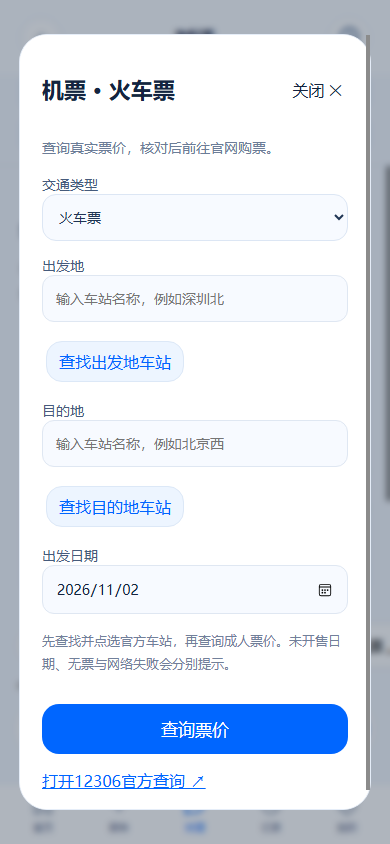 机票·火车票
关闭 ×
查询真实票价，核对后前往官网购票。
交通类型
火车票
出发地
输入车站名称，例如深圳北
查找出发地车站
目的地
输入车站名称，例如北京西
查找目的地车站
出发日期
2026/11/02
先查找并点选官方车站，再查询成人票价。未开售日
期、无票与网络失败会分别提示。
查询票价
打开12306官方查询 ↗